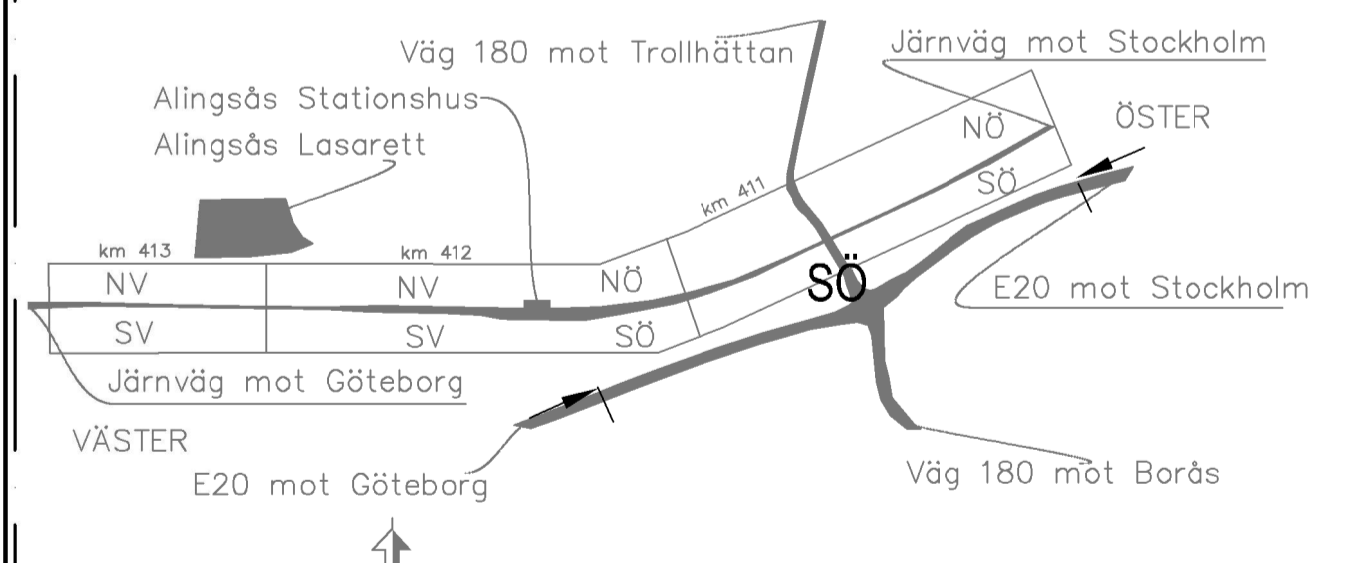 Väg 180 mot Trollhättan
Järnväg mot Stockholm
Alingsås Stationshus
Alingsås Lasarett
ÖSTER
NÖ
SÖ
km 411
km 413
km 412
NV
NV
NÖ
SÖ
E20 mot Stockholm
SV
SV
SÖ
Järnväg mot Göteborg
VÄSTER
E20 mot Göteborg
Väg 180 mot Borås